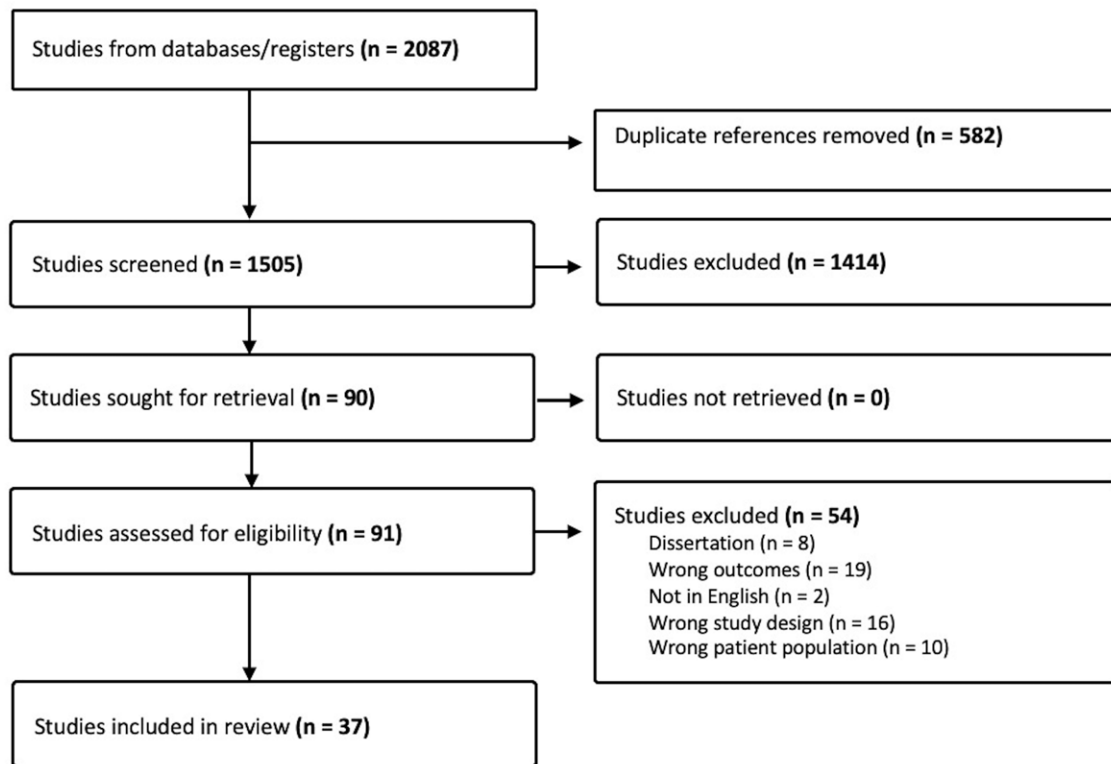 Studies from databases/registers (n = 2087)
Duplicate references removed (n = 582)
Studies screened (n = 1505)
Studies excluded (n = 1414)
Studies sought for retrieval (n = 90)
Studies not retrieved (n = 0)
Studies assessed for eligibility (n = 91)
Studies excluded (n = 54)
Dissertation (n = 8)
Wrong outcomes (n = 19)
Not in English (n = 2)
Wrong study design (n = 16)
Wrong patient population (n = 10)
Studies included in review (n = 37)